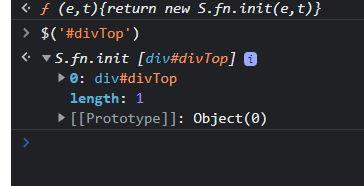 ƒ (e,t){return new S.fn.init(e,t)}
> $('#divTop')
▼ S.fn.init [div#divTop] i
▶ 0: div#divTop
length: 1
▶ [[Prototype]]: Object(0)
>